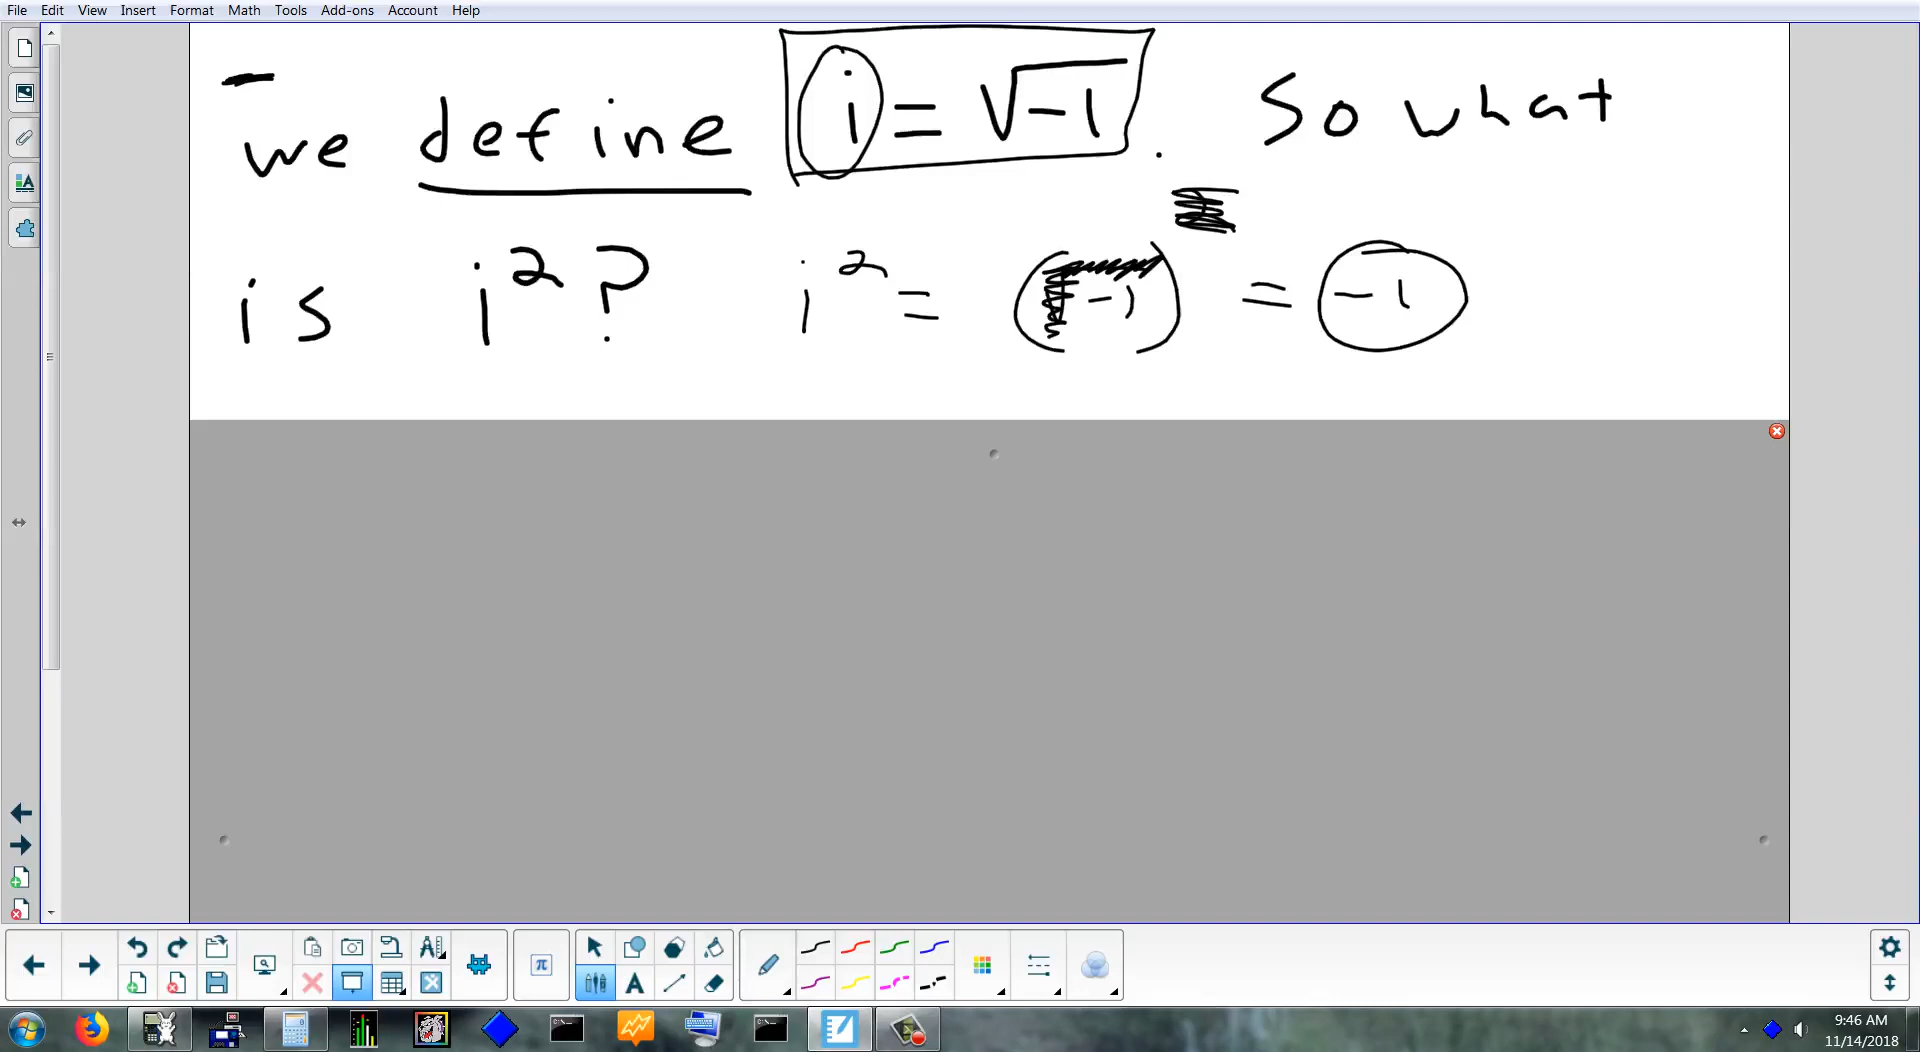 File Edit View Insert Format Math Tools Add-ons Account Help
we define i = √-1 . So what
is i² ? i² = ( -1 ) = -1
9:46 AM
11/14/2018